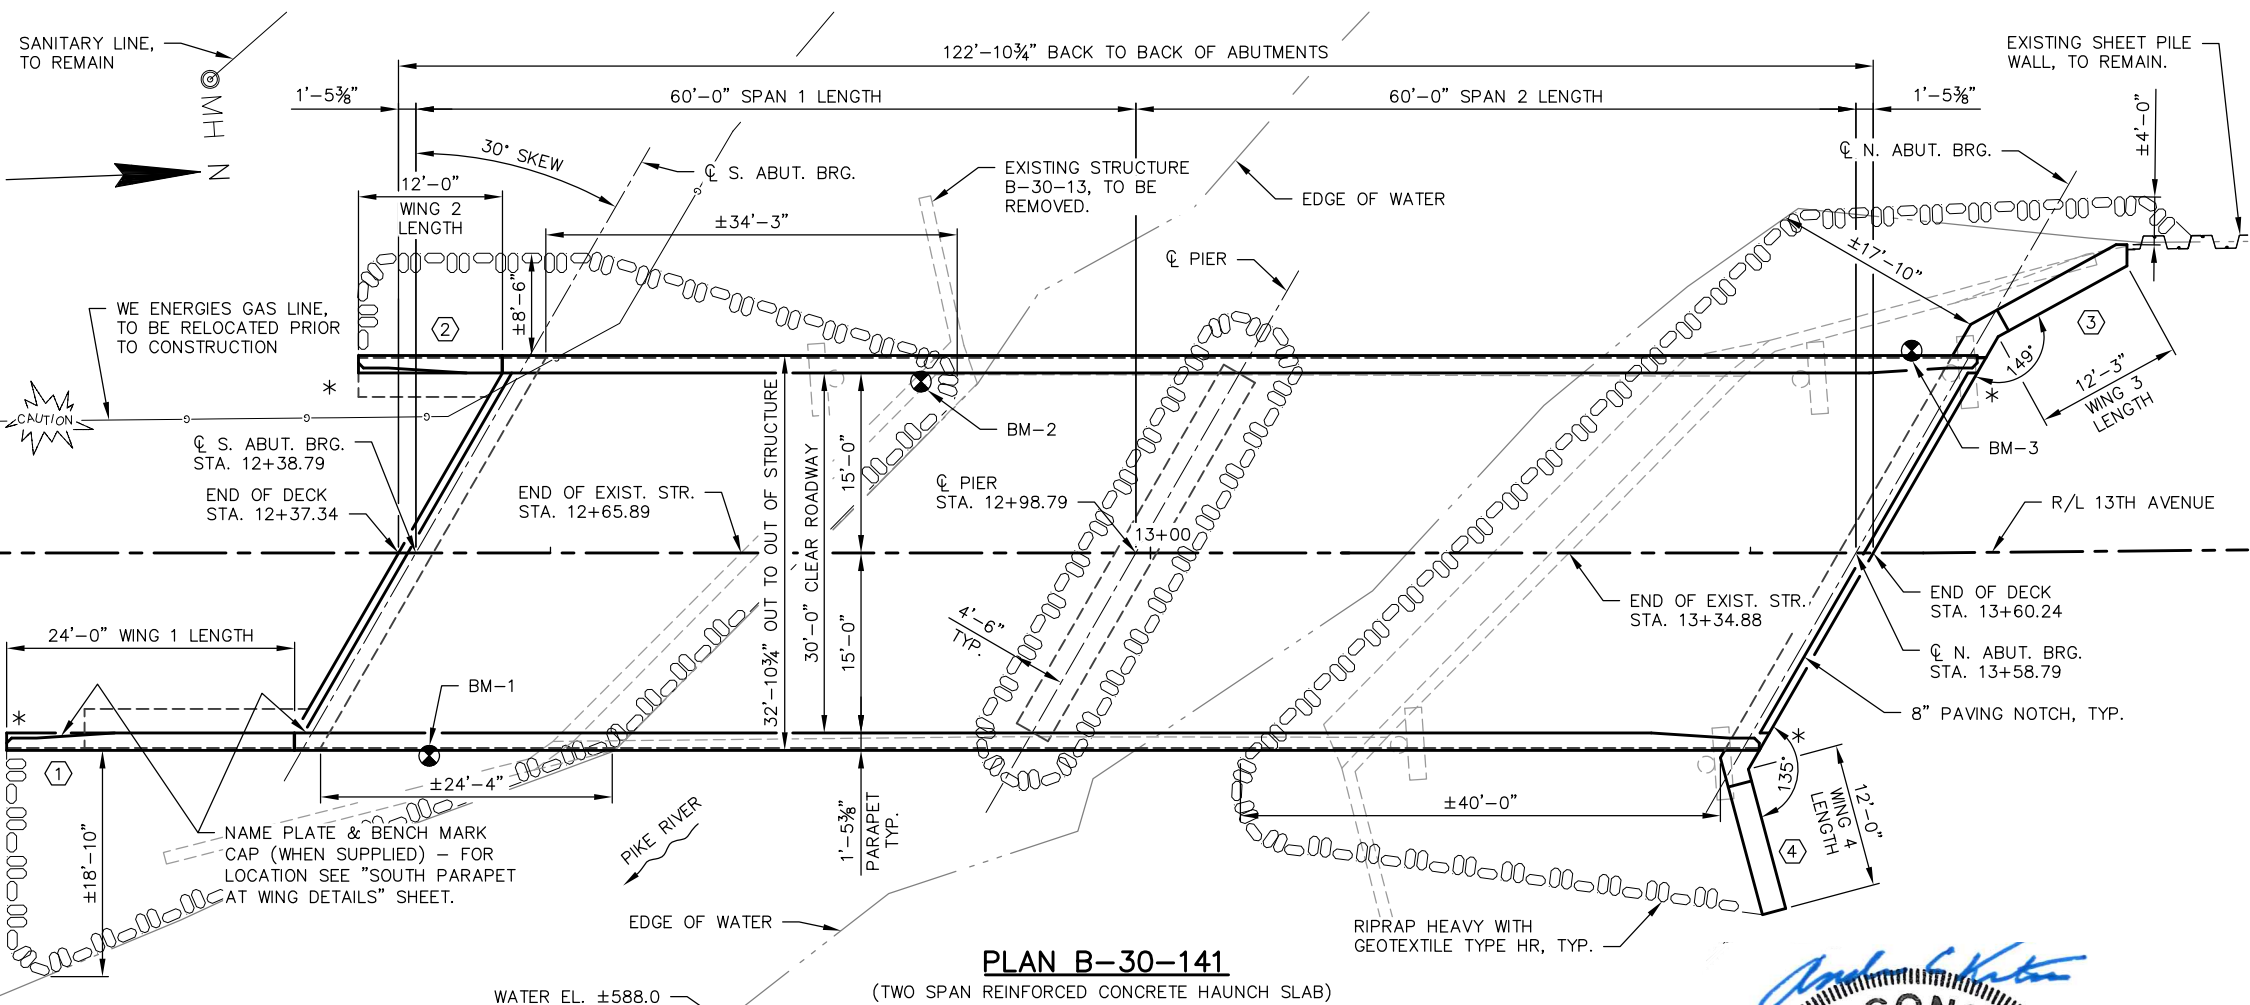 SANITARY LINE,
TO REMAIN
MH
N
122'-10¾" BACK TO BACK OF ABUTMENTS
EXISTING SHEET PILE
WALL, TO REMAIN.
1'-5⅜"
60'-0" SPAN 1 LENGTH
60'-0" SPAN 2 LENGTH
1'-5⅜"
±4'-0"
30° SKEW
℄ S. ABUT. BRG.
EXISTING STRUCTURE
B-30-13, TO BE
REMOVED.
℄ N. ABUT. BRG.
12'-0"
WING 2
LENGTH
EDGE OF WATER
±34'-3"
±17'-10"
℄ PIER
±8'-6"
WE ENERGIES GAS LINE,
TO BE RELOCATED PRIOR
TO CONSTRUCTION
2
3
149°
12'-3"
WING 3
LENGTH
*
*
CAUTION
G
G
G
G
G
BM-2
BM-3
℄ S. ABUT. BRG.
STA. 12+38.79
END OF DECK
STA. 12+37.34
END OF EXIST. STR.
STA. 12+65.89
32'-10¾" OUT TO OUT OF STRUCTURE
30'-0" CLEAR ROADWAY
15'-0"
15'-0"
℄ PIER
STA. 12+98.79
13+00
R/L 13TH AVENUE
END OF EXIST. STR.
STA. 13+34.88
END OF DECK
STA. 13+60.24
℄ N. ABUT. BRG.
STA. 13+58.79
8" PAVING NOTCH, TYP.
4'-6"
TYP.
24'-0" WING 1 LENGTH
BM-1
*
*
1
±24'-4"
±40'-0"
135°
12'-0"
WING 4
LENGTH
4
1'-5⅜"
PARAPET
TYP.
±18'-10"
NAME PLATE & BENCH MARK
CAP (WHEN SUPPLIED) - FOR
LOCATION SEE "SOUTH PARAPET
AT WING DETAILS" SHEET.
PIKE RIVER
EDGE OF WATER
RIPRAP HEAVY WITH
GEOTEXTILE TYPE HR, TYP.
PLAN B-30-141
(TWO SPAN REINFORCED CONCRETE HAUNCH SLAB)
WATER EL. ±588.0